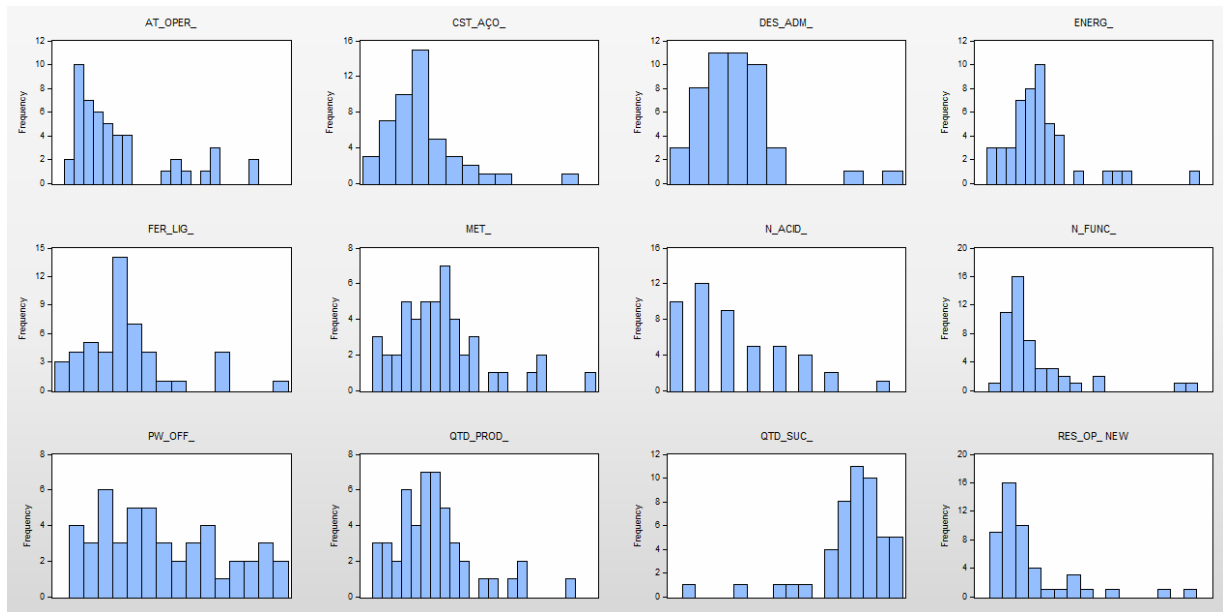 AT_OPER_
CST_AÇO_
DES_ADM_
ENERG_
Frequency
12
10
8
6
4
2
0
Frequency
16
12
8
4
0
Frequency
12
10
8
6
4
2
0
Frequency
12
10
8
6
4
2
0
FER_LIG_
MET_
N_ACID_
N_FUNC_
Frequency
15
12
9
6
3
0
Frequency
8
6
4
2
0
Frequency
16
12
8
4
0
Frequency
20
16
12
8
4
0
PW_OFF_
QTD_PROD_
QTD_SUC_
RES_OP_ NEW
Frequency
8
6
4
2
0
Frequency
8
6
4
2
0
Frequency
12
10
8
6
4
2
0
Frequency
20
16
12
8
4
0